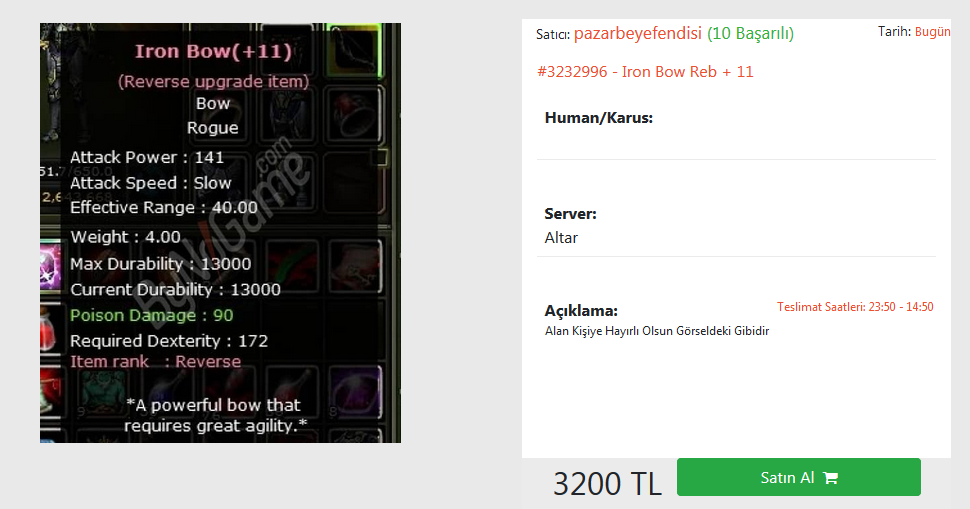 Iron Bow(+11)
(Reverse upgrade item)
Bow
Rogue
Attack Power : 141
Attack Speed : Slow
Effective Range : 40.00
Weight : 4.00
Max Durability : 13000
Current Durability : 13000
Poison Damage : 90
Required Dexterity : 172
Item rank : Reverse
*A powerful bow that
requires great agility.*
ByNoGame.com
Satıcı: pazarbeyefendisi (10 Başarılı)
Tarih: Bugün
#3232996 - Iron Bow Reb + 11
Human/Karus:
Server:
Altar
Açıklama:
Teslimat Saatleri: 23:50 - 14:50
Alan Kişiye Hayırlı Olsun Görseldeki Gibidir
3200 TL
Satın Al